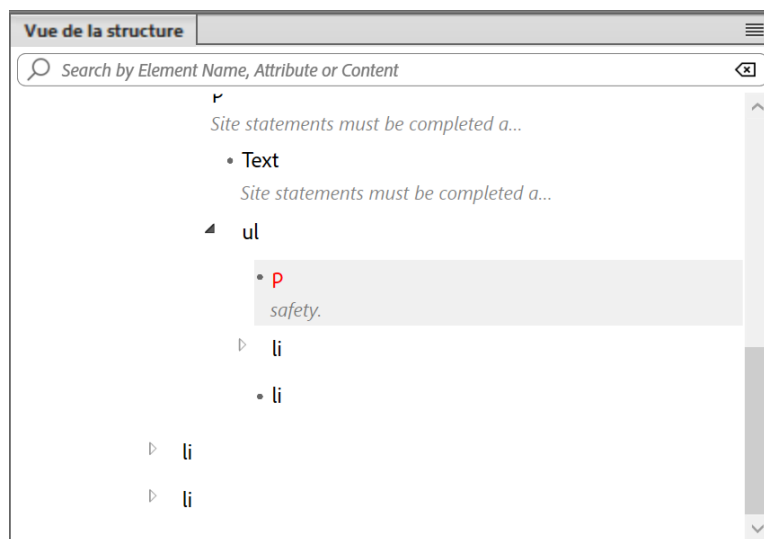 Vue de la structure
Search by Element Name, Attribute or Content
p
Site statements must be completed a...
Text
Site statements must be completed a...
ul
p
safety.
li
li
li
li